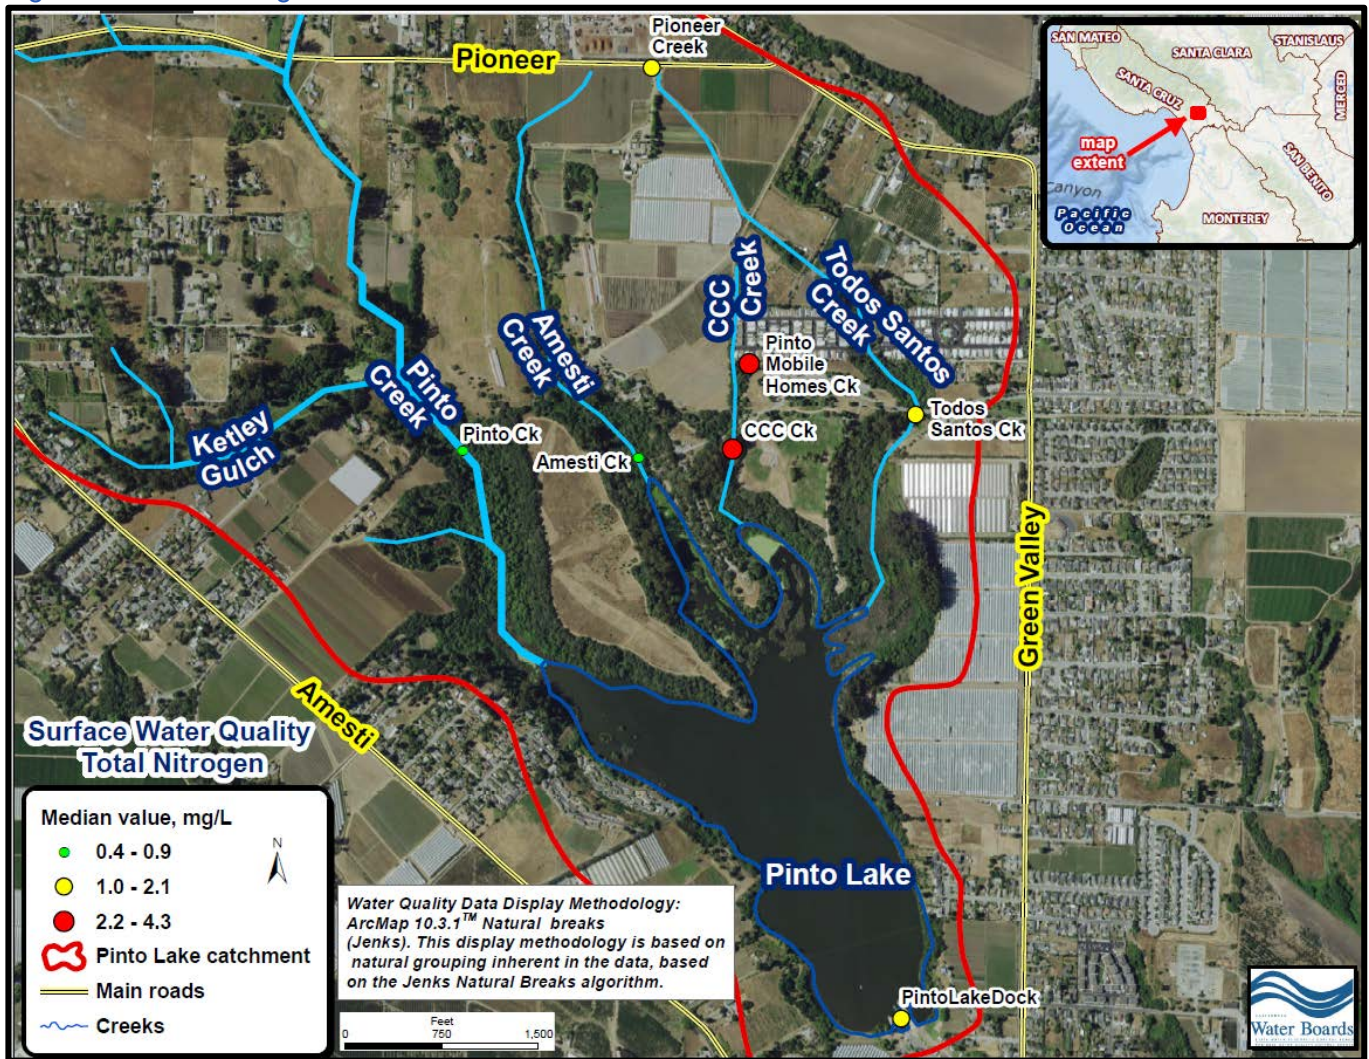 Pioneer
Creek
Pioneer
SAN MATEO
SANTA CLARA
STANISLAUS
SANTA CRUZ
MERCED
map
extent
SAN BENITO
Canyon
Pacific
Ocean
MONTEREY
CCC
Creek
Todos Santos
Creek
Amesti
Creek
Pinto
Mobile
Homes Ck
Pinto
Creek
Ketley
Gulch
Pinto Ck
Amesti Ck
CCC Ck
Todos
Santos Ck
Green Valley
Amesti
Surface Water Quality
Total Nitrogen
Median value, mg/L
0.4 - 0.9
1.0 - 2.1
2.2 - 4.3
Pinto Lake catchment
Main roads
Creeks
N
Pinto Lake
Water Quality Data Display Methodology:
ArcMap 10.3.1™ Natural breaks
(Jenks). This display methodology is based on
natural grouping inherent in the data, based
on the Jenks Natural Breaks algorithm.
Feet
0 750 1,500
PintoLakeDock
Water Boards